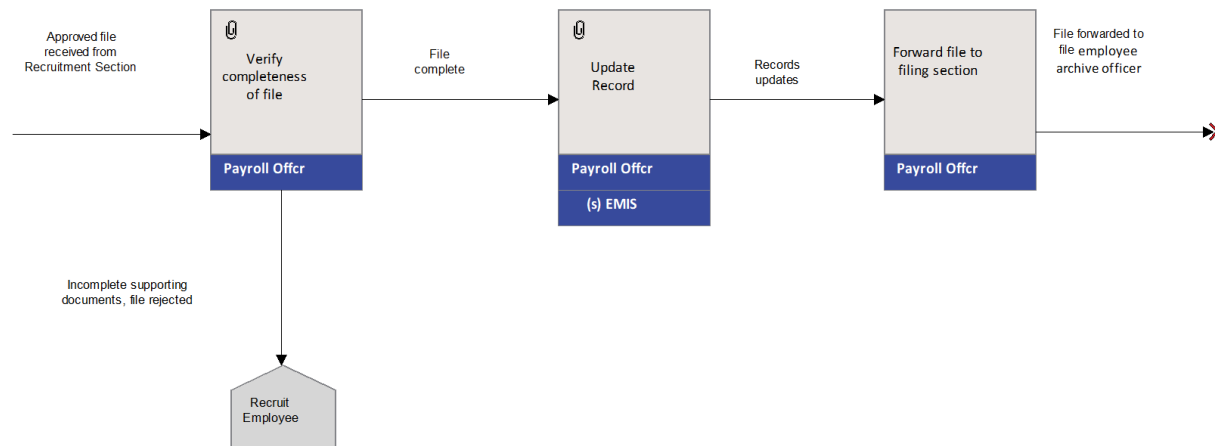 Approved file
received from
Recruitment Section
Verify
completeness
of file
Payroll Offcr
File
complete
Update
Record
Payroll Offcr
(s) EMIS
Records
updates
Forward file to
filing section
Payroll Offcr
File forwarded to
file employee
archive officer
Incomplete supporting
documents, file rejected
Recruit
Employee